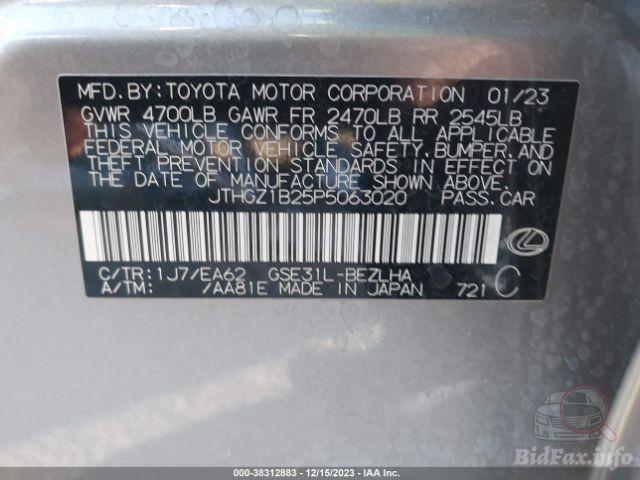 MFD. BY: TOYOTA MOTOR CORPORATION 01/23
GVWR 4700LB GAWR FR 2470LB RR 2545LB
THIS VEHICLE CONFORMS TO ALL APPLICABLE
FEDERAL MOTOR VEHICLE SAFETY, BUMPER, AND
THEFT PREVENTION STANDARDS IN EFFECT ON
THE DATE OF MANUFACTURE SHOWN ABOVE.
JTHGZ1B25P5063020 PASS. CAR
C/TR: 1J7/EA62 GSE31L-BEZLHA
A/TM: /AA81E MADE IN JAPAN 721 C
BidFax.info
000-38312883 - 12/15/2023 - IAA Inc.